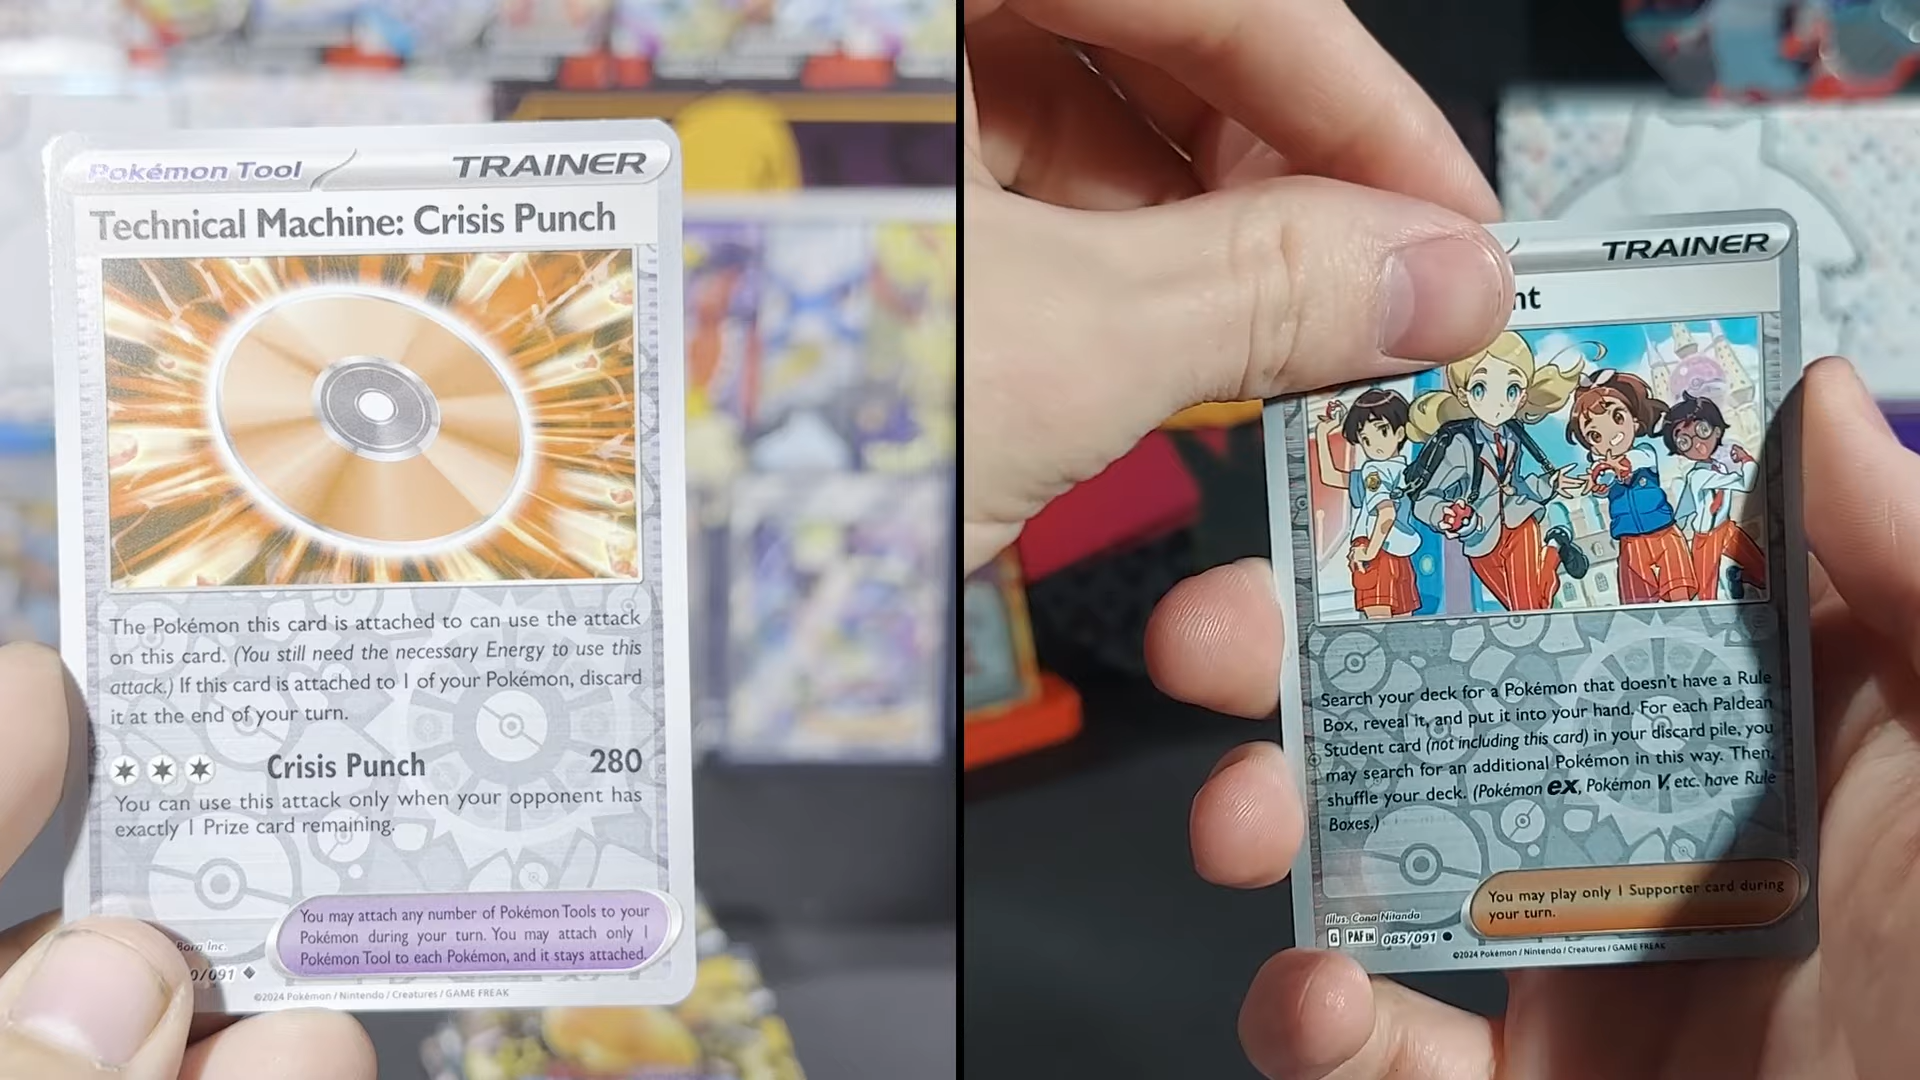 Pokémon Tool
TRAINER
Technical Machine: Crisis Punch
The Pokémon this card is attached to can use the attack
on this card. (You still need the necessary Energy to use this
attack.) If this card is attached to 1 of your Pokémon, discard
it at the end of your turn.
Crisis Punch 280
You can use this attack only when your opponent has
exactly 1 Prize card remaining.
You may attach any number of Pokémon Tools to your
Pokémon during your turn. You may attach only 1
Pokémon Tool to each Pokémon, and it stays attached.
Born Inc.
0/091
©2024 Pokémon / Nintendo / Creatures / GAME FREAK
TRAINER
nt
Search your deck for a Pokémon that doesn't have a Rule
Box, reveal it, and put it into your hand. For each Paldean
Student card (not including this card) in your discard pile, you
may search for an additional Pokémon in this way. Then,
shuffle your deck. (Pokémon ex, Pokémon V, etc. have Rule
Boxes.)
You may play only 1 Supporter card during
your turn.
Illus. Cona Nitanda
G PAF EN 085/091
©2024 Pokémon / Nintendo / Creatures / GAME FREAK